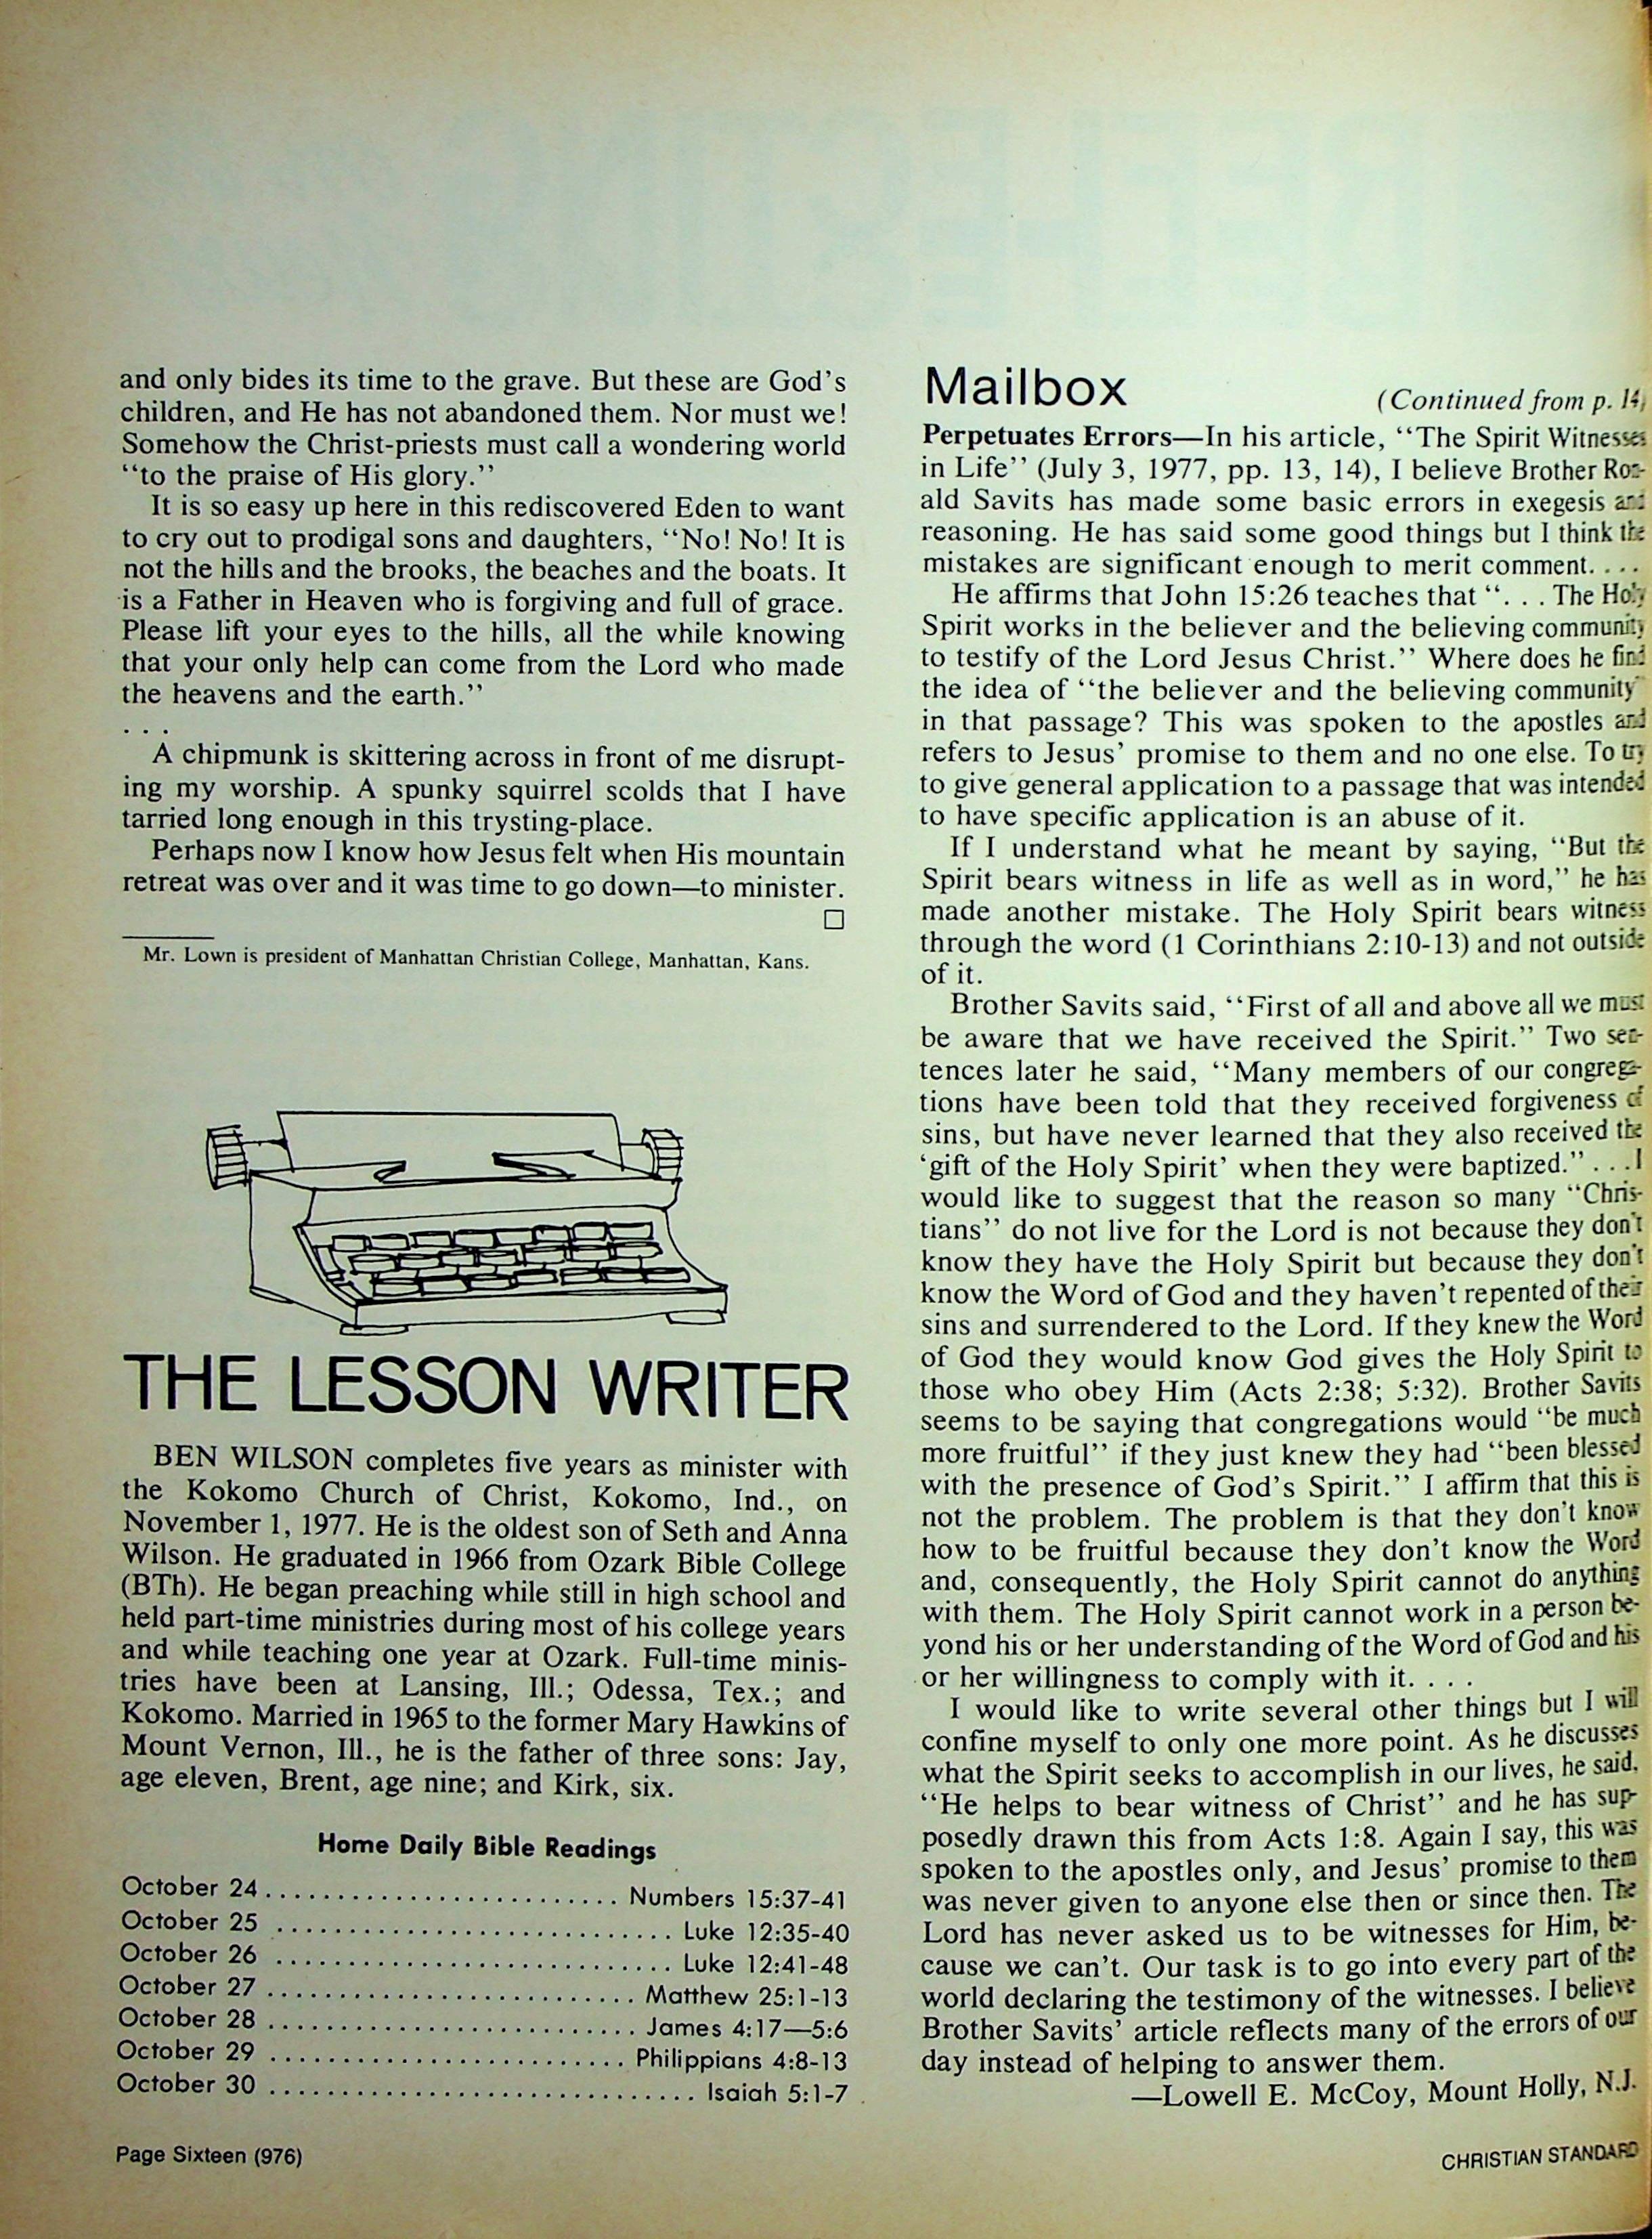 and only bides its time to the grave. But these are God's
children, and He has not abandoned them. Nor must we!
Somehow the Christ-priests must call a wondering world
‘‘to the praise of His glory.’’
It is so easy up here in this rediscovered Eden to want
to cry out to prodigal sons and daughters, ‘‘No! No! It is
not the hills and the brooks, the beaches and the boats. It
is a Father in Heaven who is forgiving and full of grace.
Please lift your eyes to the hills, all the while knowing
that your only help can come from the Lord who made
the heavens and the earth.’’
. . .
A chipmunk is skittering across in front of me disrupt-
ing my worship. A spunky squirrel scolds that I have
tarried long enough in this trysting-place.
Perhaps now I know how Jesus felt when His mountain
retreat was over and it was time to go down—to minister.
□
Mr. Lown is president of Manhattan Christian College, Manhattan, Kans.
THE LESSON WRITER
BEN WILSON completes five years as minister with
the Kokomo Church of Christ, Kokomo, Ind., on
November 1, 1977. He is the oldest son of Seth and Anna
Wilson. He graduated in 1966 from Ozark Bible College
(BTh). He began preaching while still in high school and
held part-time ministries during most of his college years
and while teaching one year at Ozark. Full-time minis-
tries have been at Lansing, Ill.; Odessa, Tex.; and
Kokomo. Married in 1965 to the former Mary Hawkins of
Mount Vernon, Ill., he is the father of three sons: Jay,
age eleven, Brent, age nine; and Kirk, six.
Home Daily Bible Readings
October 24 . . . . . . . . . . . . . . . . . . . . . . . . Numbers 15:37-41
October 25 . . . . . . . . . . . . . . . . . . . . . . . . . . . Luke 12:35-40
October 26 . . . . . . . . . . . . . . . . . . . . . . . . . . . Luke 12:41-48
October 27 . . . . . . . . . . . . . . . . . . . . . . . . . Matthew 25:1-13
October 28 . . . . . . . . . . . . . . . . . . . . . . . . . James 4:17—5:6
October 29 . . . . . . . . . . . . . . . . . . . . . . . . Philippians 4:8-13
October 30 . . . . . . . . . . . . . . . . . . . . . . . . . . . . . Isaiah 5:1-7
Mailbox
(Continued from p. 14)
Perpetuates Errors—In his article, ‘‘The Spirit Witnesses
in Life’’ (July 3, 1977, pp. 13, 14), I believe Brother Ron-
ald Savits has made some basic errors in exegesis and
reasoning. He has said some good things but I think the
mistakes are significant enough to merit comment. . . .
He affirms that John 15:26 teaches that ‘‘. . . The Holy
Spirit works in the believer and the believing community
to testify of the Lord Jesus Christ.’’ Where does he find
the idea of ‘‘the believer and the believing community’’
in that passage? This was spoken to the apostles and
refers to Jesus' promise to them and no one else. To try
to give general application to a passage that was intended
to have specific application is an abuse of it.
If I understand what he meant by saying, ‘‘But the
Spirit bears witness in life as well as in word,’’ he has
made another mistake. The Holy Spirit bears witness
through the word (1 Corinthians 2:10-13) and not outside
of it.
Brother Savits said, ‘‘First of all and above all we must
be aware that we have received the Spirit.’’ Two sen-
tences later he said, ‘‘Many members of our congrega-
tions have been told that they received forgiveness of
sins, but have never learned that they also received the
‘gift of the Holy Spirit’ when they were baptized.’’ . . . I
would like to suggest that the reason so many ‘‘Chris-
tians’’ do not live for the Lord is not because they don't
know they have the Holy Spirit but because they don't
know the Word of God and they haven't repented of their
sins and surrendered to the Lord. If they knew the Word
of God they would know God gives the Holy Spirit to
those who obey Him (Acts 2:38; 5:32). Brother Savits
seems to be saying that congregations would ‘‘be much
more fruitful’’ if they just knew they had ‘‘been blessed
with the presence of God's Spirit.’’ I affirm that this is
not the problem. The problem is that they don't know
how to be fruitful because they don't know the Word
and, consequently, the Holy Spirit cannot do anything
with them. The Holy Spirit cannot work in a person be-
yond his or her understanding of the Word of God and his
or her willingness to comply with it. . . .
I would like to write several other things but I will
confine myself to only one more point. As he discusses
what the Spirit seeks to accomplish in our lives, he said,
‘‘He helps to bear witness of Christ’’ and he has sup-
posedly drawn this from Acts 1:8. Again I say, this was
spoken to the apostles only, and Jesus' promise to them
was never given to anyone else then or since then. The
Lord has never asked us to be witnesses for Him, be-
cause we can't. Our task is to go into every part of the
world declaring the testimony of the witnesses. I believe
Brother Savits' article reflects many of the errors of our
day instead of helping to answer them.
—Lowell E. McCoy, Mount Holly, N.J.
Page Sixteen (976)
CHRISTIAN STANDARD